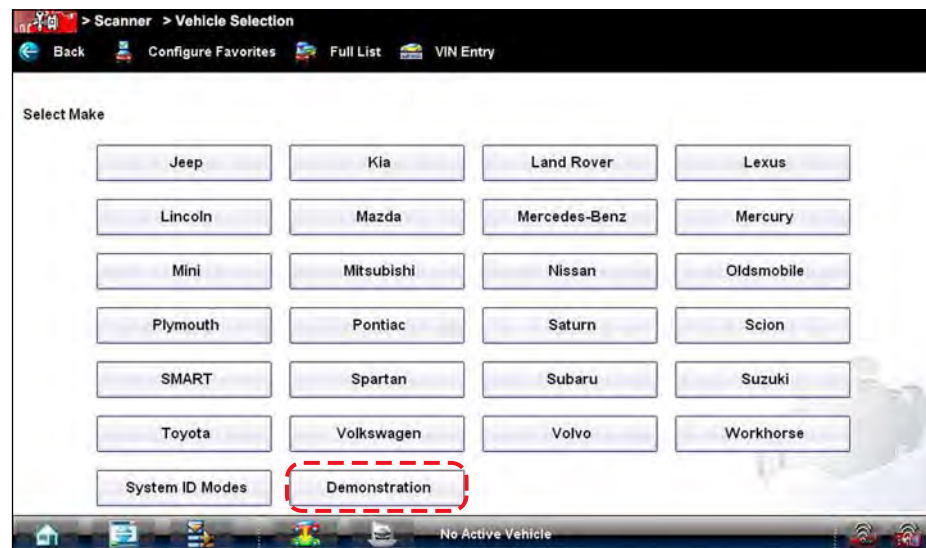 > Scanner > Vehicle Selection
Back Configure Favorites Full List VIN Entry
Select Make
Jeep Kia Land Rover Lexus
Lincoln Mazda Mercedes-Benz Mercury
Mini Mitsubishi Nissan Oldsmobile
Plymouth Pontiac Saturn Scion
SMART Spartan Subaru Suzuki
Toyota Volkswagen Volvo Workhorse
System ID Modes Demonstration
No Active Vehicle